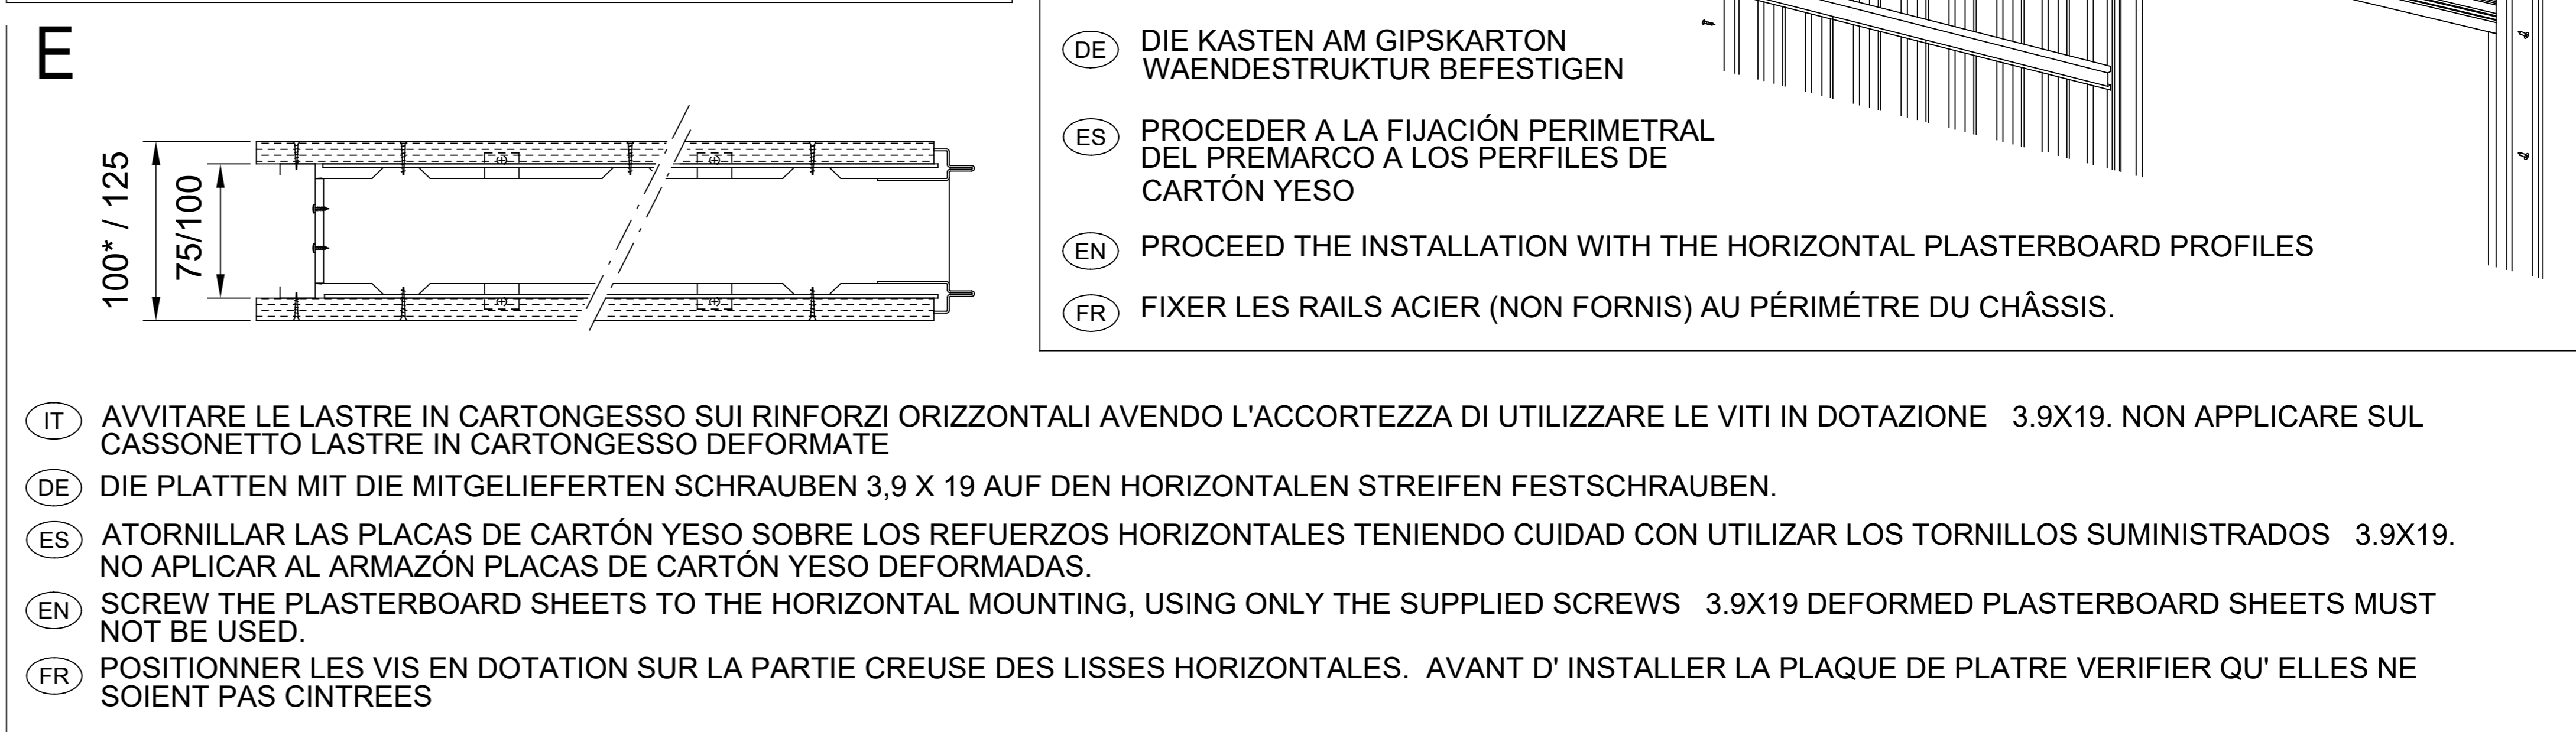 E
100* / 125
75/100
DE DIE KASTEN AM GIPSKARTON
WAENDESTRUKTUR BEFESTIGEN
ES PROCEDER A LA FIJACIÓN PERIMETRAL
DEL PREMARCO A LOS PERFILES DE
CARTÓN YESO
EN PROCEED THE INSTALLATION WITH THE HORIZONTAL PLASTERBOARD PROFILES
FR FIXER LES RAILS ACIER (NON FORNIS) AU PÉRIMÉTRE DU CHÂSSIS.
IT AVVITARE LE LASTRE IN CARTONGESSO SUI RINFORZI ORIZZONTALI AVENDO L'ACCORTEZZA DI UTILIZZARE LE VITI IN DOTAZIONE 3.9X19. NON APPLICARE SUL
CASSONETTO LASTRE IN CARTONGESSO DEFORMATE
DE DIE PLATTEN MIT DIE MITGELIEFERTEN SCHRAUBEN 3,9 X 19 AUF DEN HORIZONTALEN STREIFEN FESTSCHRAUBEN.
ES ATORNILLAR LAS PLACAS DE CARTÓN YESO SOBRE LOS REFUERZOS HORIZONTALES TENIENDO CUIDAD CON UTILIZAR LOS TORNILLOS SUMINISTRADOS 3.9X19.
NO APLICAR AL ARMAZÓN PLACAS DE CARTÓN YESO DEFORMADAS.
EN SCREW THE PLASTERBOARD SHEETS TO THE HORIZONTAL MOUNTING, USING ONLY THE SUPPLIED SCREWS 3.9X19 DEFORMED PLASTERBOARD SHEETS MUST
NOT BE USED.
FR POSITIONNER LES VIS EN DOTATION SUR LA PARTIE CREUSE DES LISSES HORIZONTALES. AVANT D' INSTALLER LA PLAQUE DE PLATRE VERIFIER QU' ELLES NE
SOIENT PAS CINTREES